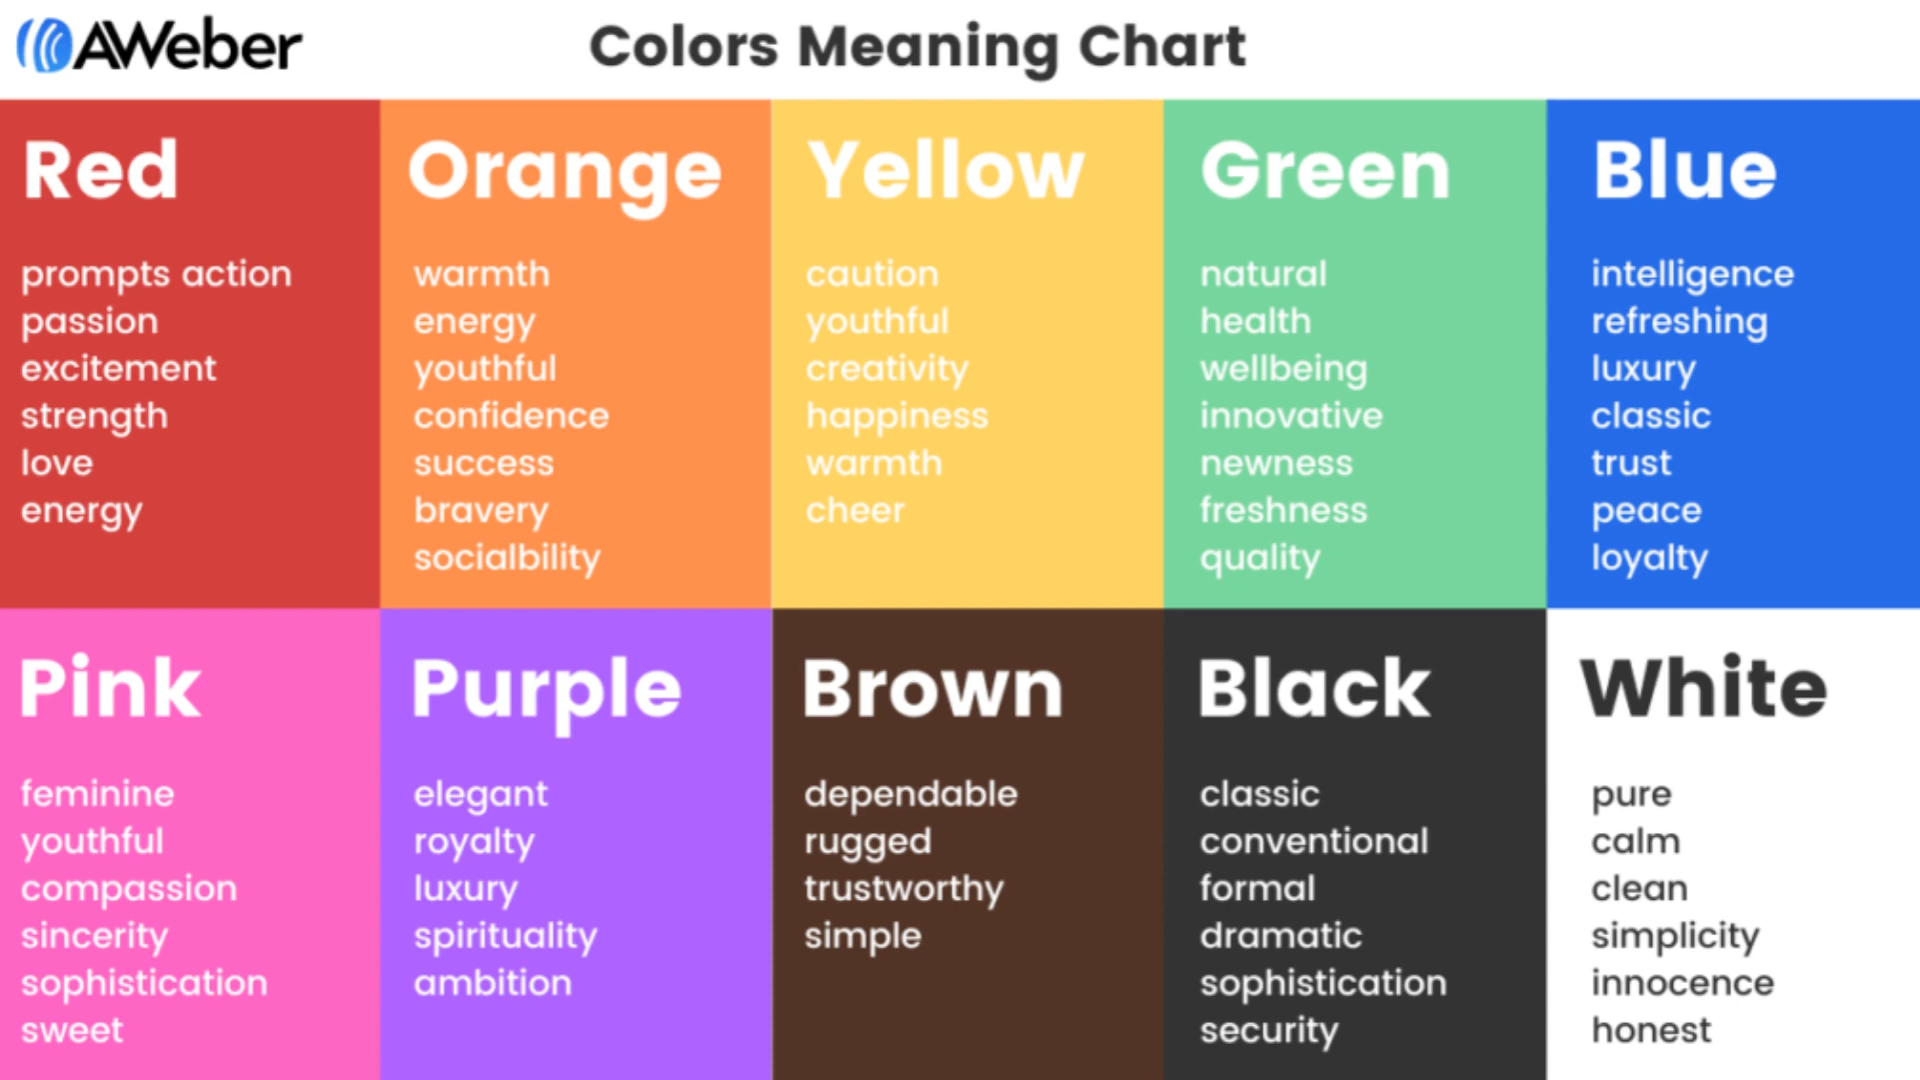 AWeber
Colors Meaning Chart
Red
prompts action
passion
excitement
strength
love
energy
Orange
warmth
energy
youthful
confidence
success
bravery
socialbility
Yellow
caution
youthful
creativity
happiness
warmth
cheer
Green
natural
health
wellbeing
innovative
newness
freshness
quality
Blue
intelligence
refreshing
luxury
classic
trust
peace
loyalty
Pink
feminine
youthful
compassion
sincerity
sophistication
sweet
Purple
elegant
royalty
luxury
spirituality
ambition
Brown
dependable
rugged
trustworthy
simple
Black
classic
conventional
formal
dramatic
sophistication
security
White
pure
calm
clean
simplicity
innocence
honest